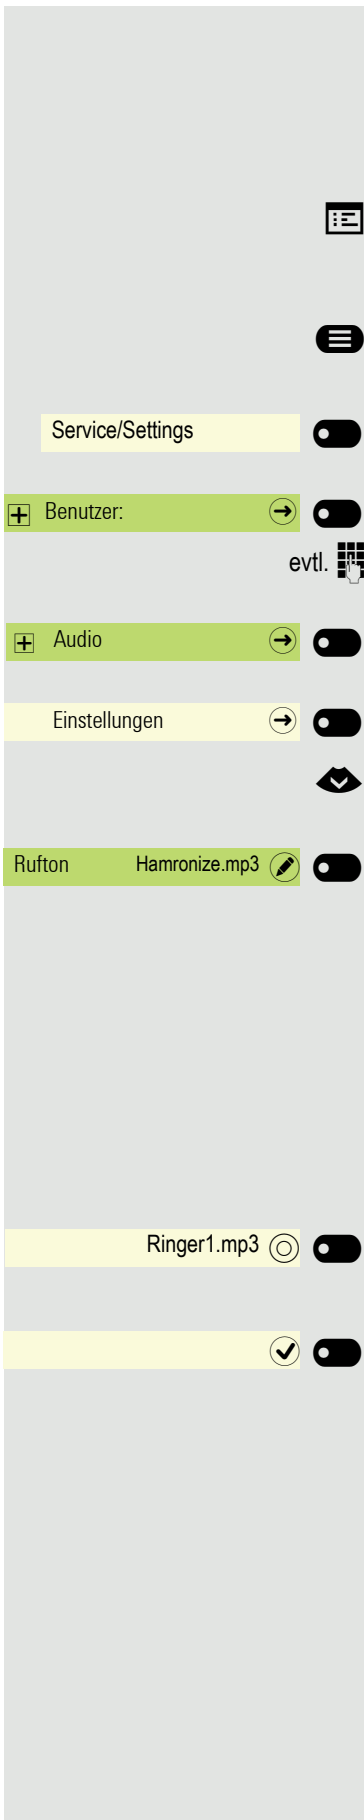 Service/Settings
Benutzer:
evtl.
Audio
Einstellungen
Rufton Hamronize.mp3
Ringer1.mp3